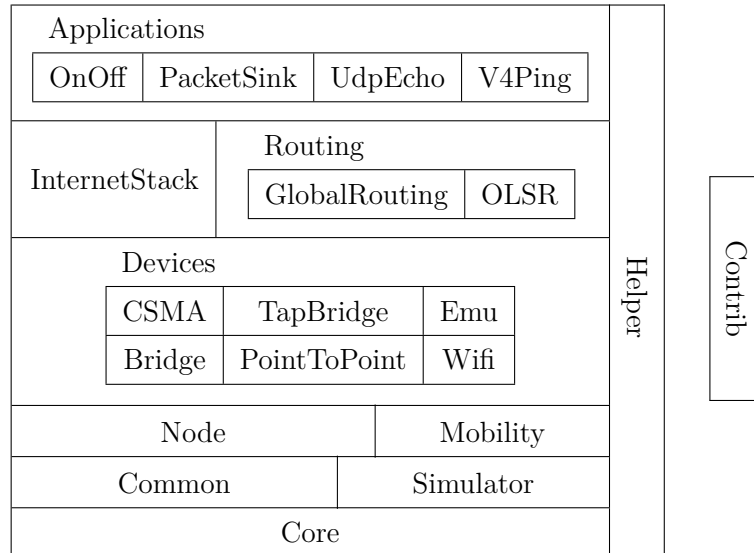 Applications
OnOff PacketSink UdpEcho V4Ping
InternetStack
Routing
GlobalRouting OLSR
Devices
CSMA TapBridge Emu
Bridge PointToPoint Wifi
Node Mobility
Common Simulator
Core
Helper
Contrib